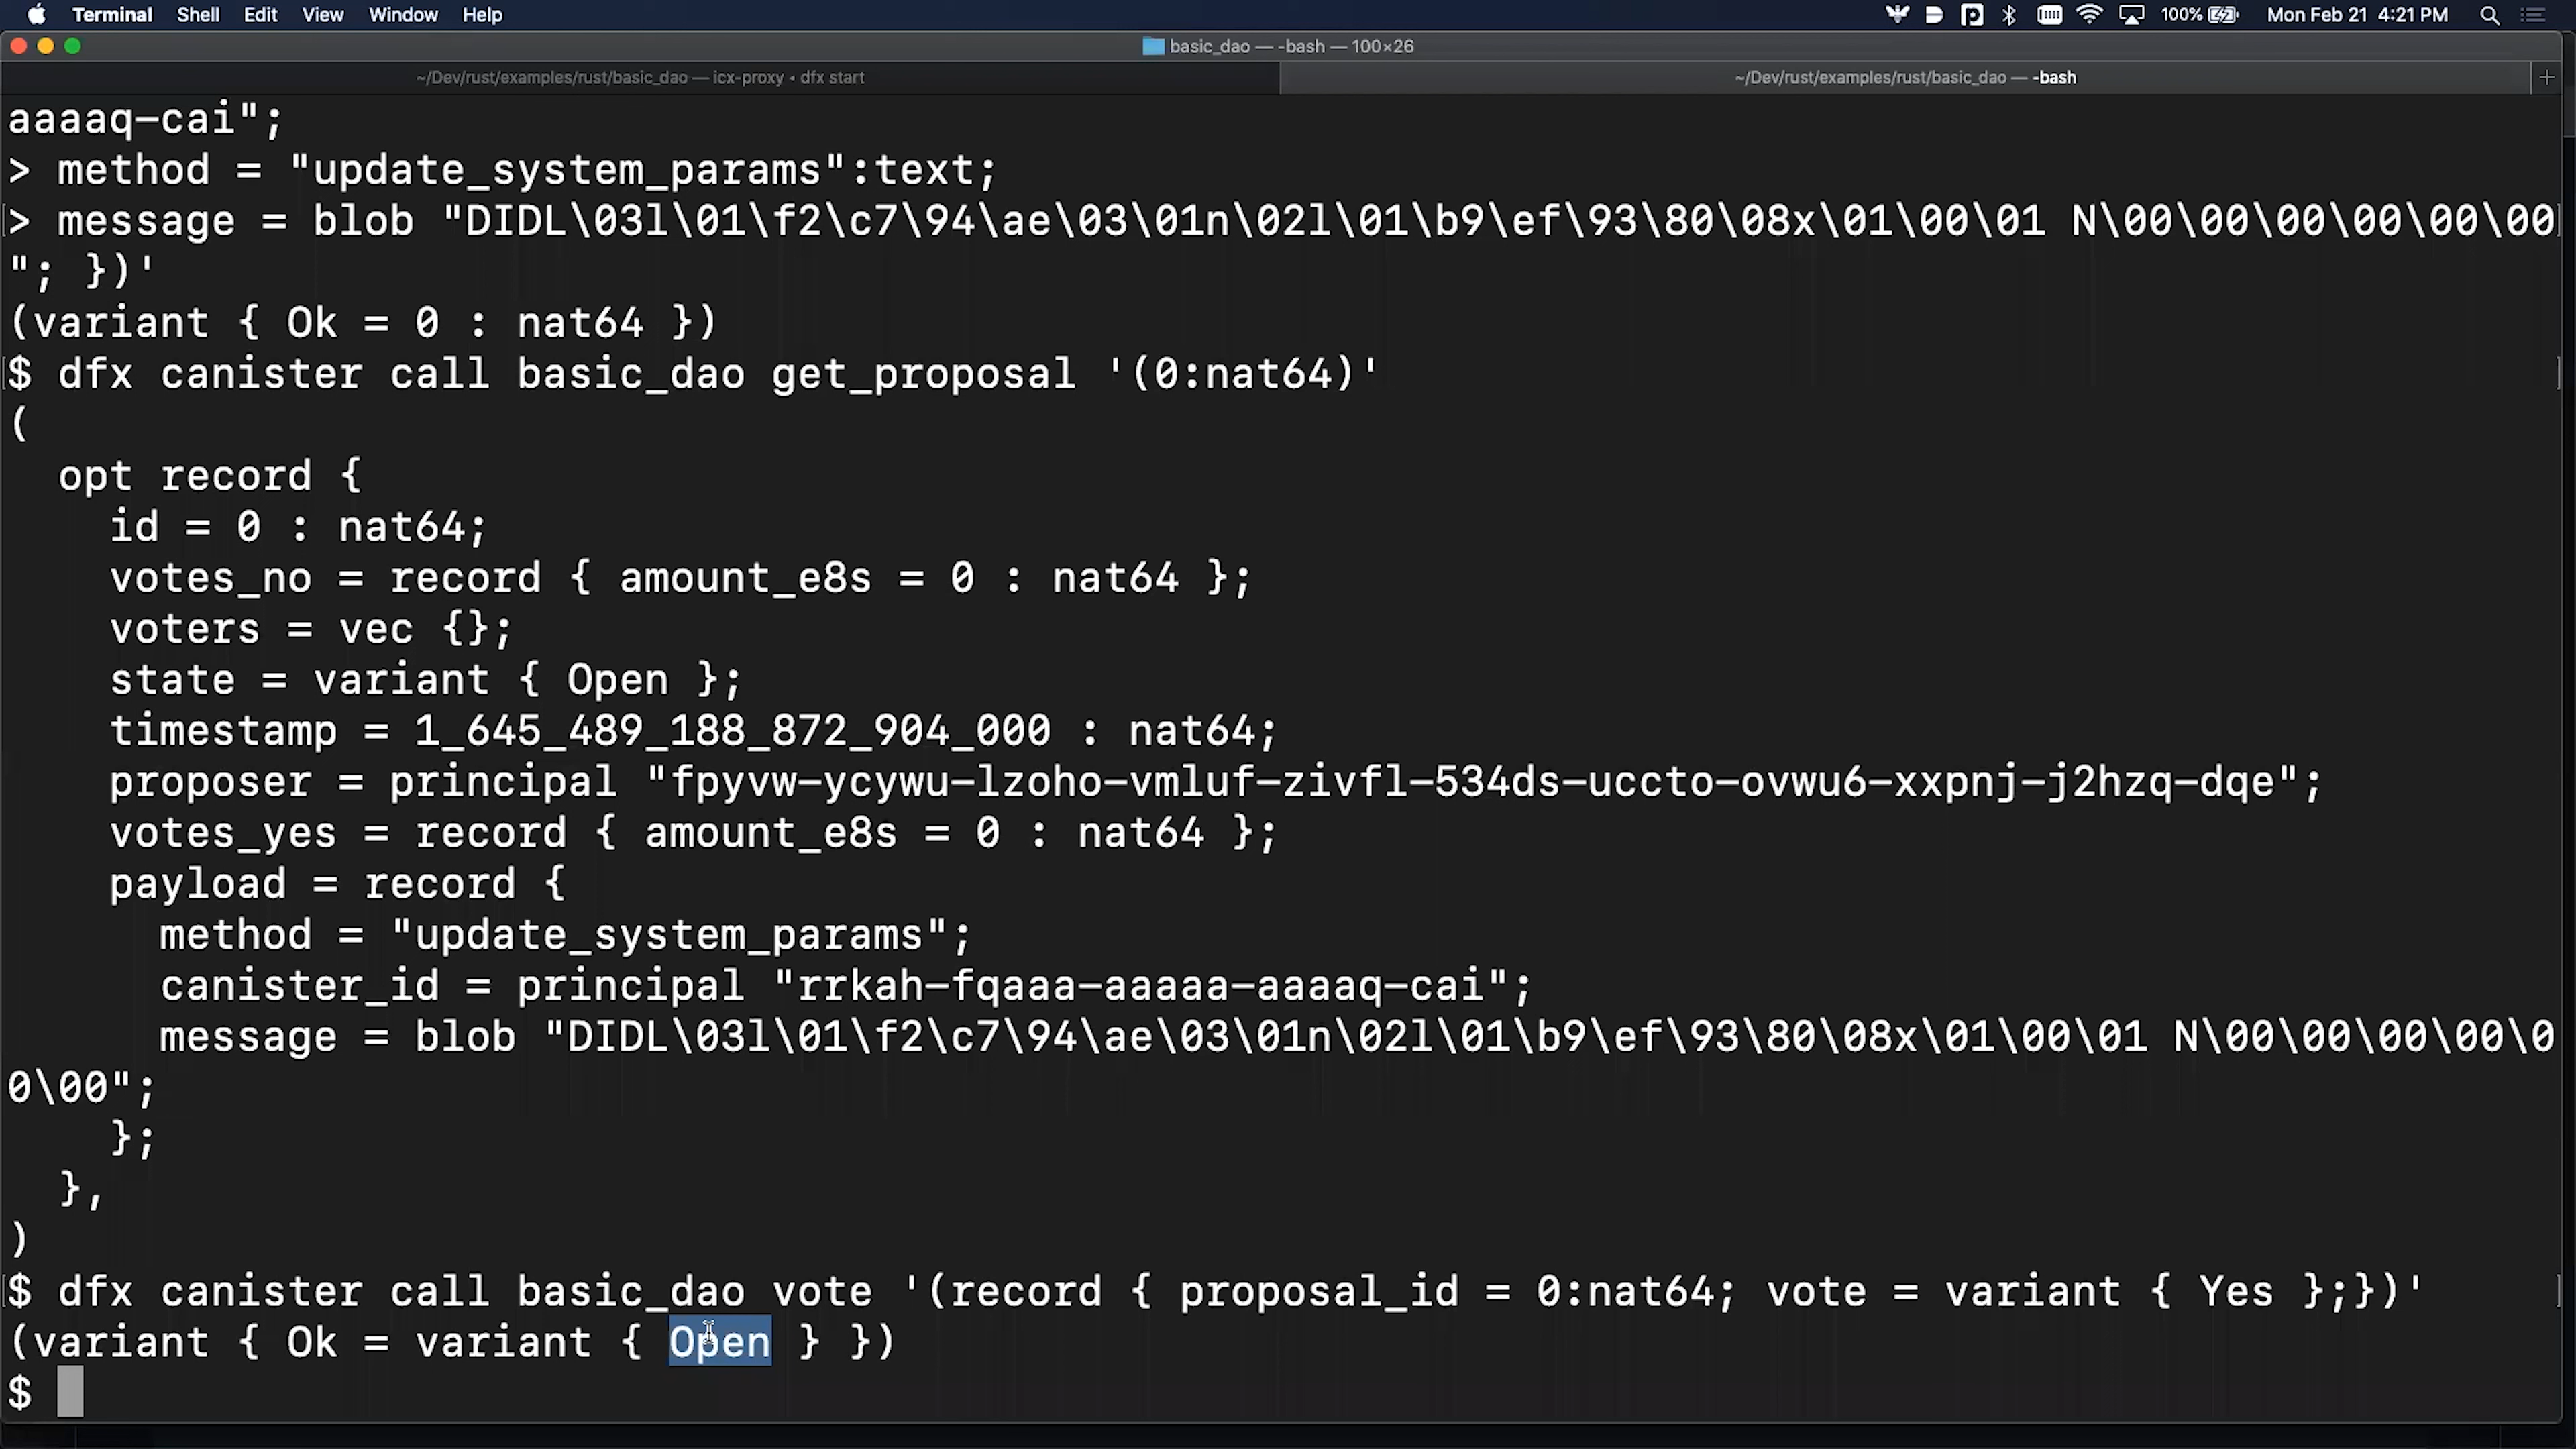 Terminal Shell Edit View Window Help 100% Mon Feb 21 4:21 PM
basic_dao — -bash — 100×26
~/Dev/rust/examples/rust/basic_dao — icx-proxy • dfx start ~/Dev/rust/examples/rust/basic_dao — -bash
aaaaq-cai";
> method = "update_system_params":text;
> message = blob "DIDL\03l\01\f2\c7\94\ae\03\01n\02l\01\b9\ef\93\80\08x\01\00\01 N\00\00\00\00\00\00
"; })'
(variant { Ok = 0 : nat64 })
$ dfx canister call basic_dao get_proposal '(0:nat64)'
(
  opt record {
    id = 0 : nat64;
    votes_no = record { amount_e8s = 0 : nat64 };
    voters = vec {};
    state = variant { Open };
    timestamp = 1_645_489_188_872_904_000 : nat64;
    proposer = principal "fpyvw-ycywu-lzoho-vmluf-zivfl-534ds-uccto-ovwu6-xxpnj-j2hzq-dqe";
    votes_yes = record { amount_e8s = 0 : nat64 };
    payload = record {
      method = "update_system_params";
      canister_id = principal "rrkah-fqaaa-aaaaa-aaaaq-cai";
      message = blob "DIDL\03l\01\f2\c7\94\ae\03\01n\02l\01\b9\ef\93\80\08x\01\00\01 N\00\00\00\00\0
0\00";
    };
  },
)
$ dfx canister call basic_dao vote '(record { proposal_id = 0:nat64; vote = variant { Yes };})'
(variant { Ok = variant { Open } })
$